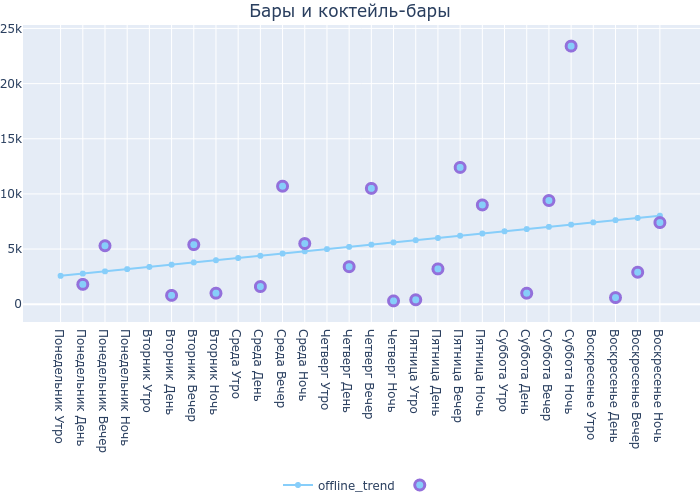 Бары и коктейль-бары
25k
20k
15k
10k
5k
0
Понедельник Утро
Понедельник День
Понедельник Вечер
Понедельник Ночь
Вторник Утро
Вторник День
Вторник Вечер
Вторник Ночь
Среда Утро
Среда День
Среда Вечер
Среда Ночь
Четверг Утро
Четверг День
Четверг Вечер
Четверг Ночь
Пятница Утро
Пятница День
Пятница Вечер
Пятница Ночь
Суббота Утро
Суббота День
Суббота Вечер
Суббота Ночь
Воскресенье Утро
Воскресенье День
Воскресенье Вечер
Воскресенье Ночь
offline_trend